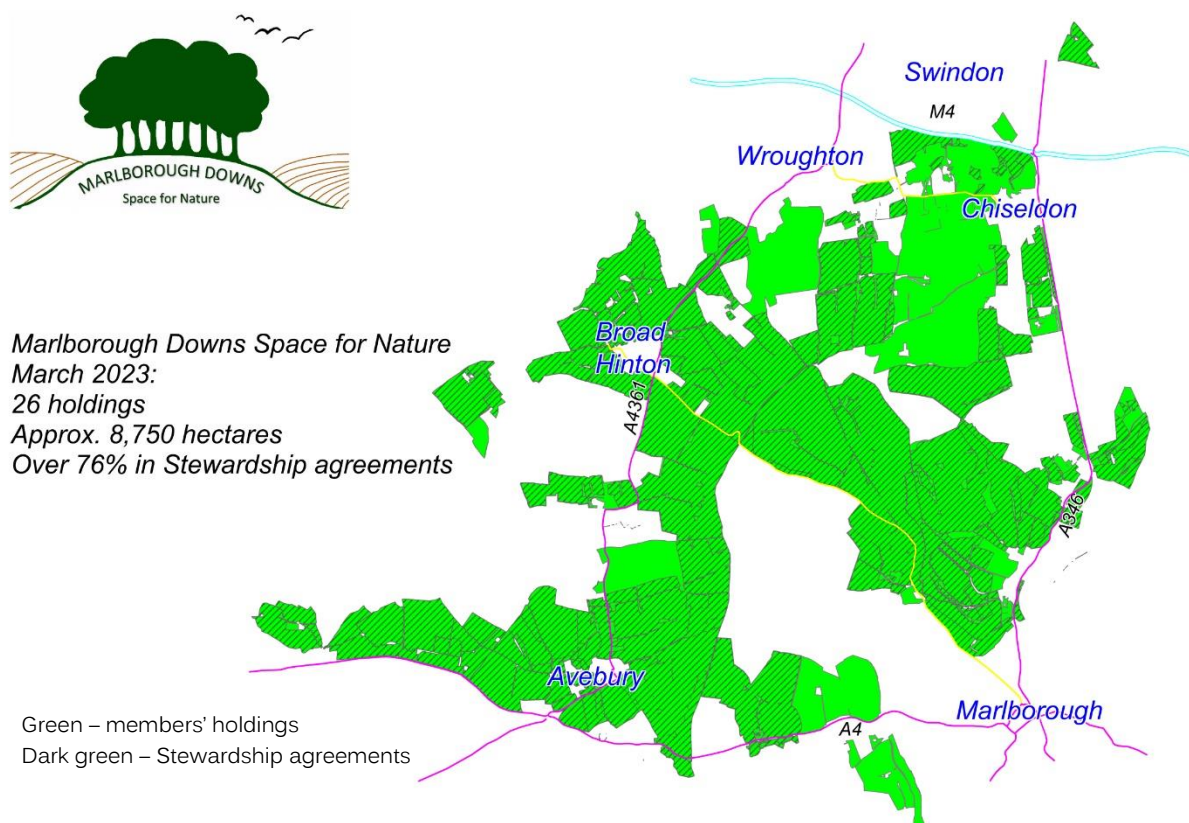 MARLBOROUGH DOWNS
Space for Nature
Marlborough Downs Space for Nature
March 2023:
26 holdings
Approx. 8,750 hectares
Over 76% in Stewardship agreements
Green – members' holdings
Dark green – Stewardship agreements
Swindon
M4
Wroughton
Chiseldon
Broad
Hinton
A4361
A346
Avebury
Marlborough
A4